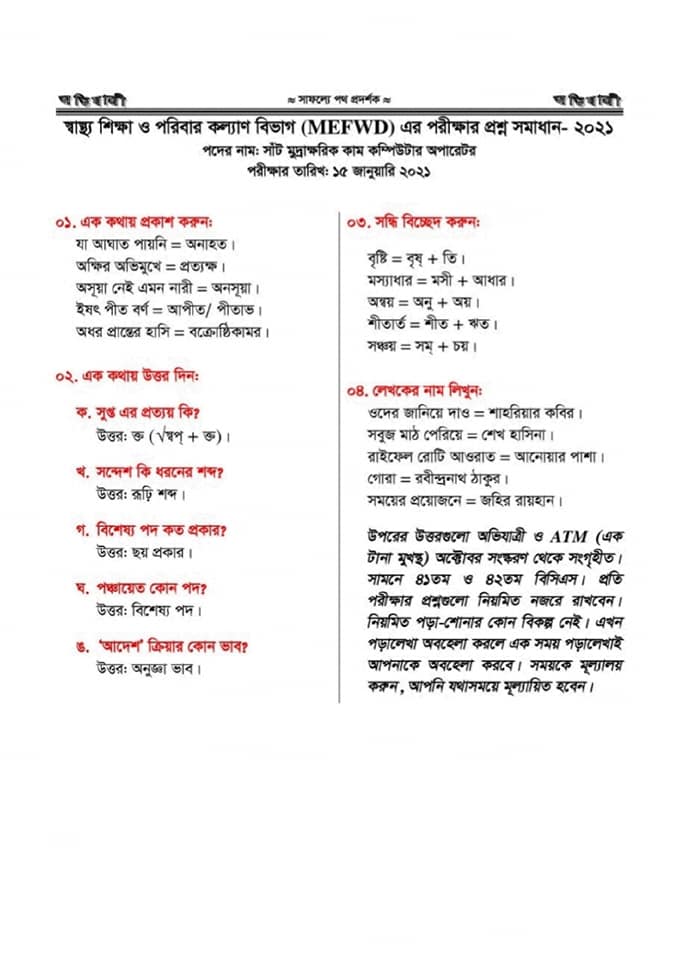 অভিযাত্রী
≈ সাফল্যে পথ প্রদর্শক ≈
অভিযাত্রী
স্বাস্থ্য শিক্ষা ও পরিবার কল্যাণ বিভাগ (MEFWD) এর পরীক্ষার প্রশ্ন সমাধান- ২০২১
পদের নাম: সাঁট মুদ্রাক্ষরিক কাম কম্পিউটার অপারেটর
পরীক্ষার তারিখ: ১৫ জানুয়ারি ২০২১
০১. এক কথায় প্রকাশ করুন:
যা আঘাত পায়নি = অনাহত।
অক্ষির অভিমুখে = প্রত্যক্ষ।
অসূয়া নেই এমন নারী = অনসূয়া।
ইষৎ পীত বর্ণ = আপীত/ পীতাভ।
অধর প্রান্তের হাসি = বক্রোষ্ঠিকামর।
০২. এক কথায় উত্তর দিন:
ক. সুপ্ত এর প্রত্যয় কি?
উত্তর: ক্ত (√স্বপ্ + ক্ত)।
খ. সন্দেশ কি ধরনের শব্দ?
উত্তর: রূঢ়ি শব্দ।
গ. বিশেষ্য পদ কত প্রকার?
উত্তর: ছয় প্রকার।
ঘ. পঞ্চায়েত কোন পদ?
উত্তর: বিশেষ্য পদ।
ঙ. ‘আদেশ’ ক্রিয়ার কোন ভাব?
উত্তর: অনুজ্ঞা ভাব।
০৩. সন্ধি বিচ্ছেদ করুন:
বৃষ্টি = বৃষ্ + তি।
মস্যাধার = মসী + আধার।
অন্বয় = অনু + অয়।
শীতার্ত = শীত + ঋত।
সঞ্চয় = সম্ + চয়।
০৪. লেখকের নাম লিখুন:
ওদের জানিয়ে দাও = শাহরিয়ার কবির।
সবুজ মাঠ পেরিয়ে = শেখ হাসিনা।
রাইফেল রোটি আওরাত = আনোয়ার পাশা।
গোরা = রবীন্দ্রনাথ ঠাকুর।
সময়ের প্রয়োজনে = জহির রায়হান।
উপরের উত্তরগুলো অভিযাত্রী ও ATM (এক
টানা মুখস্থ) অক্টোবর সংস্করণ থেকে সংগৃহীত।
সামনে ৪১তম ও ৪২তম বিসিএস। প্রতি
পরীক্ষার প্রশ্নগুলো নিয়মিত নজরে রাখবেন।
নিয়মিত পড়া-শোনার কোন বিকল্প নেই। এখন
পড়ালেখা অবহেলা করলে এক সময় পড়ালেখাই
আপনাকে অবহেলা করবে। সময়কে মূল্যালয়
করুন, আপনি যথাসময়ে মূল্যায়িত হবেন।